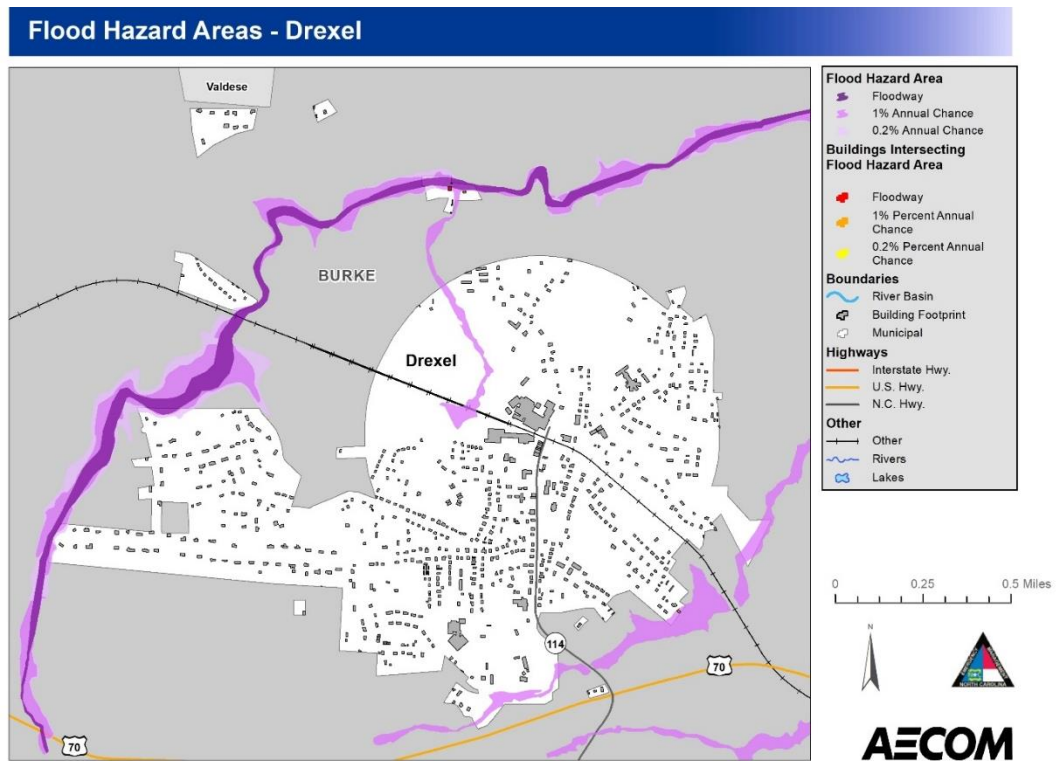 Flood Hazard Areas - Drexel
Valdese
BURKE
Drexel
114
70
70
Flood Hazard Area
Floodway
1% Annual Chance
0.2% Annual Chance
Buildings Intersecting
Flood Hazard Area
Floodway
1% Percent Annual
Chance
0.2% Percent Annual
Chance
Boundaries
River Basin
Building Footprint
Municipal
Highways
Interstate Hwy.
U.S. Hwy.
N.C. Hwy.
Other
Other
Rivers
Lakes
0 0.25 0.5 Miles
N
NORTH CAROLINA
AECOM